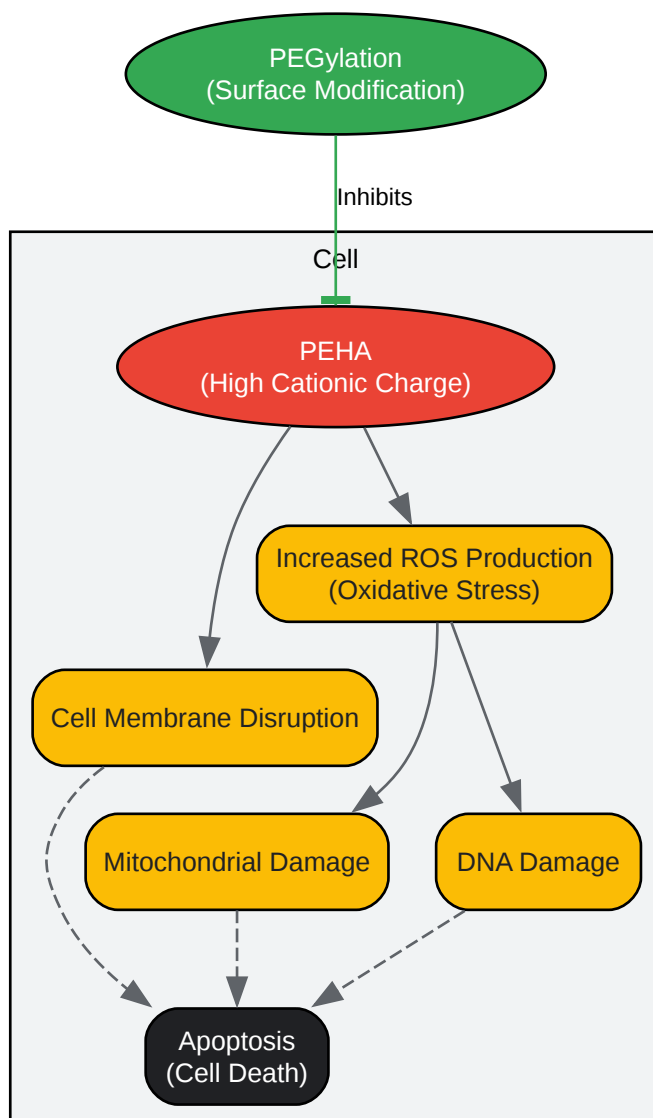 PEGylation
(Surface Modification)
Inhibits
Cell
PEHA
(High Cationic Charge)
Increased ROS Production
(Oxidative Stress)
Cell Membrane Disruption
Mitochondrial Damage
DNA Damage
Apoptosis
(Cell Death)